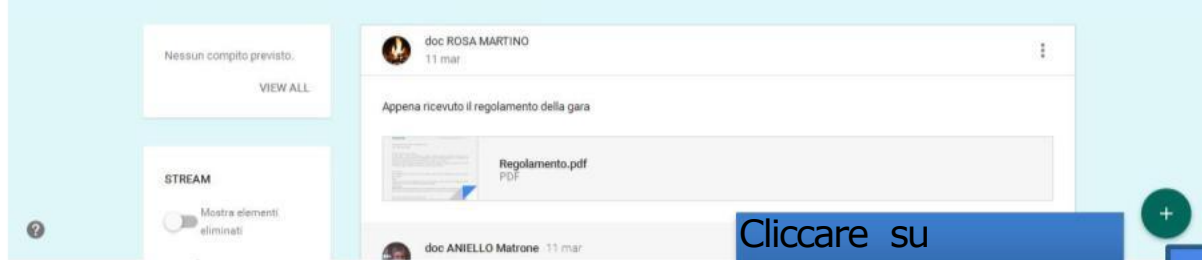 Nessun compito previsto.
VIEW ALL
STREAM
Mostra elementi
eliminati
doc ROSA MARTINO
11 mar
Appena ricevuto il regolamento della gara
Regolamento.pdf
PDF
doc ANIELLO Matrone 11 mar
Cliccare su